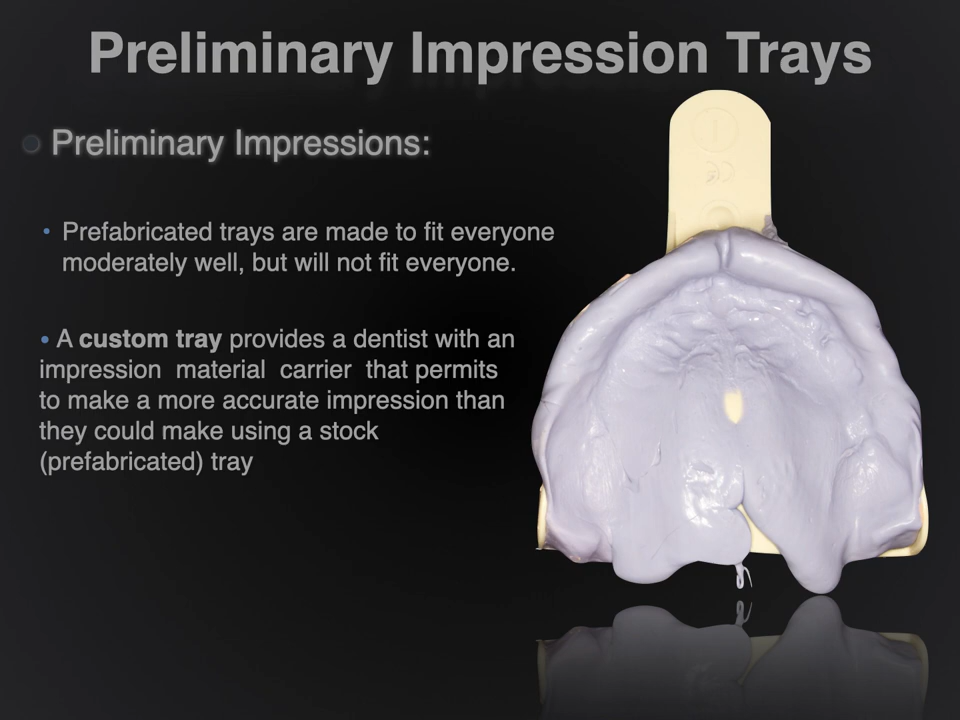 Preliminary Impression Trays
Preliminary Impressions:
• Prefabricated trays are made to fit everyone
moderately well, but will not fit everyone.
• A custom tray provides a dentist with an
impression material carrier that permits
to make a more accurate impression than
they could make using a stock
(prefabricated) tray